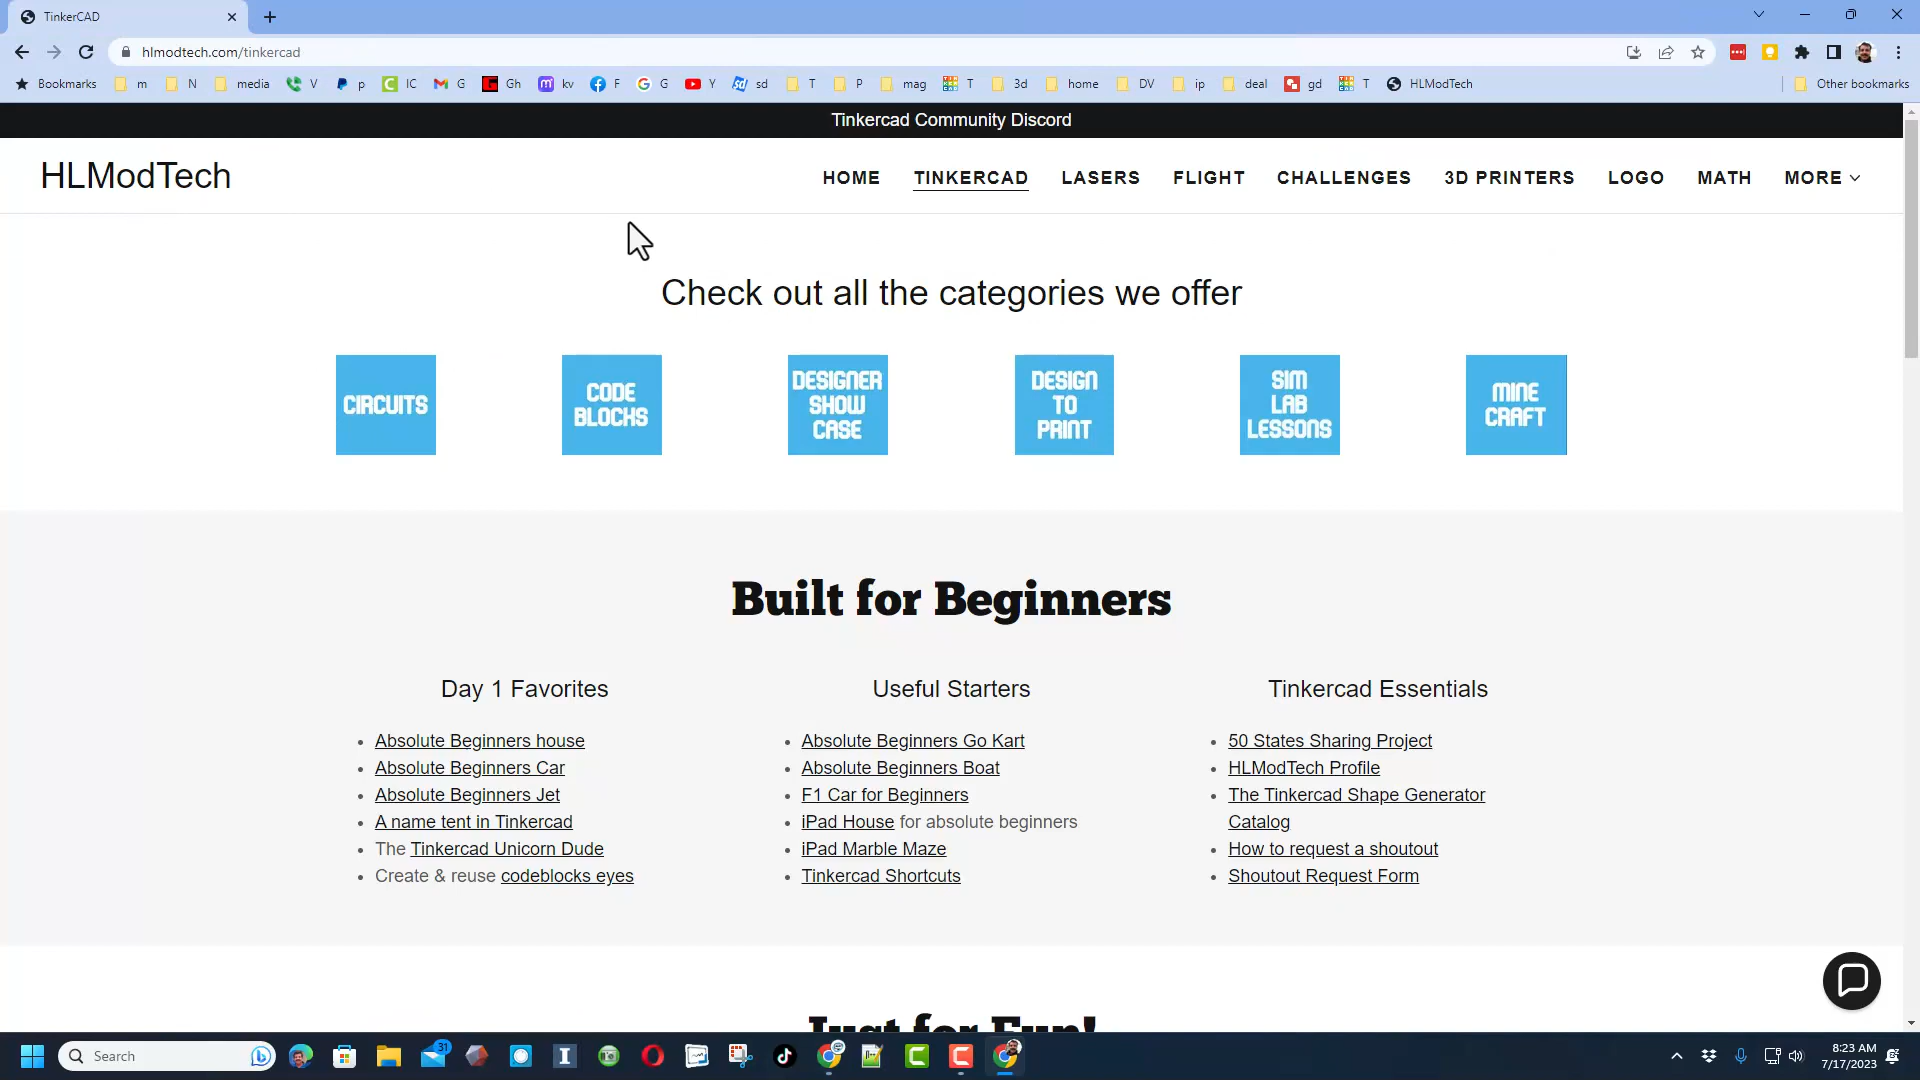 TinkerCAD
hlmodtech.com/tinkercad
Bookmarks m N media V p IC G Gh kv F G Y sd T P mag T 3d home DV ip deal gd T HLModTech Other bookmarks
Tinkercad Community Discord
HLModTech
HOME TINKERCAD LASERS FLIGHT CHALLENGES 3D PRINTERS LOGO MATH MORE
Check out all the categories we offer
CIRCUITS
CODE
BLOCKS
DESIGNER
SHOW
CASE
DESIGN
TO
PRINT
SIM
LAB
LESSONS
MINE
CRAFT
Built for Beginners
Day 1 Favorites
Absolute Beginners house
Absolute Beginners Car
Absolute Beginners Jet
A name tent in Tinkercad
The Tinkercad Unicorn Dude
Create & reuse codeblocks eyes
Useful Starters
Absolute Beginners Go Kart
Absolute Beginners Boat
F1 Car for Beginners
iPad House for absolute beginners
iPad Marble Maze
Tinkercad Shortcuts
Tinkercad Essentials
50 States Sharing Project
HLModTech Profile
The Tinkercad Shape Generator
Catalog
How to request a shoutout
Shoutout Request Form
Just for Fun!
Search
31
8:23 AM
7/17/2023